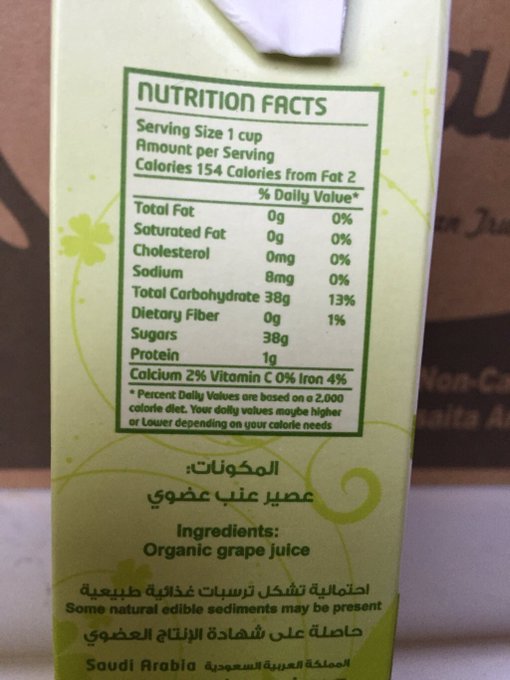 NUTRITION FACTS
Serving Size 1 cup
Amount per Serving
Calories 154 Calories from Fat 2
% Daily Value*
Total Fat 0g 0%
Saturated Fat 0g 0%
Cholesterol 0mg 0%
Sodium 8mg 0%
Total Carbohydrate 38g 13%
Dietary Fiber 0g 1%
Sugars 38g
Protein 1g
Calcium 2% Vitamin C 0% Iron 4%
* Percent Daily Values are based on a 2,000
calorie diet. Your daily values maybe higher
or Lower depending on your calorie needs
المكونات:
عصير عنب عضوي
Ingredients:
Organic grape juice
احتمالية تشكل ترسبات غذائية طبيعية
Some natural edible sediments may be present
حاصلة على شهادة الإنتاج العضوي
Saudi Arabia المملكة العربية السعودية